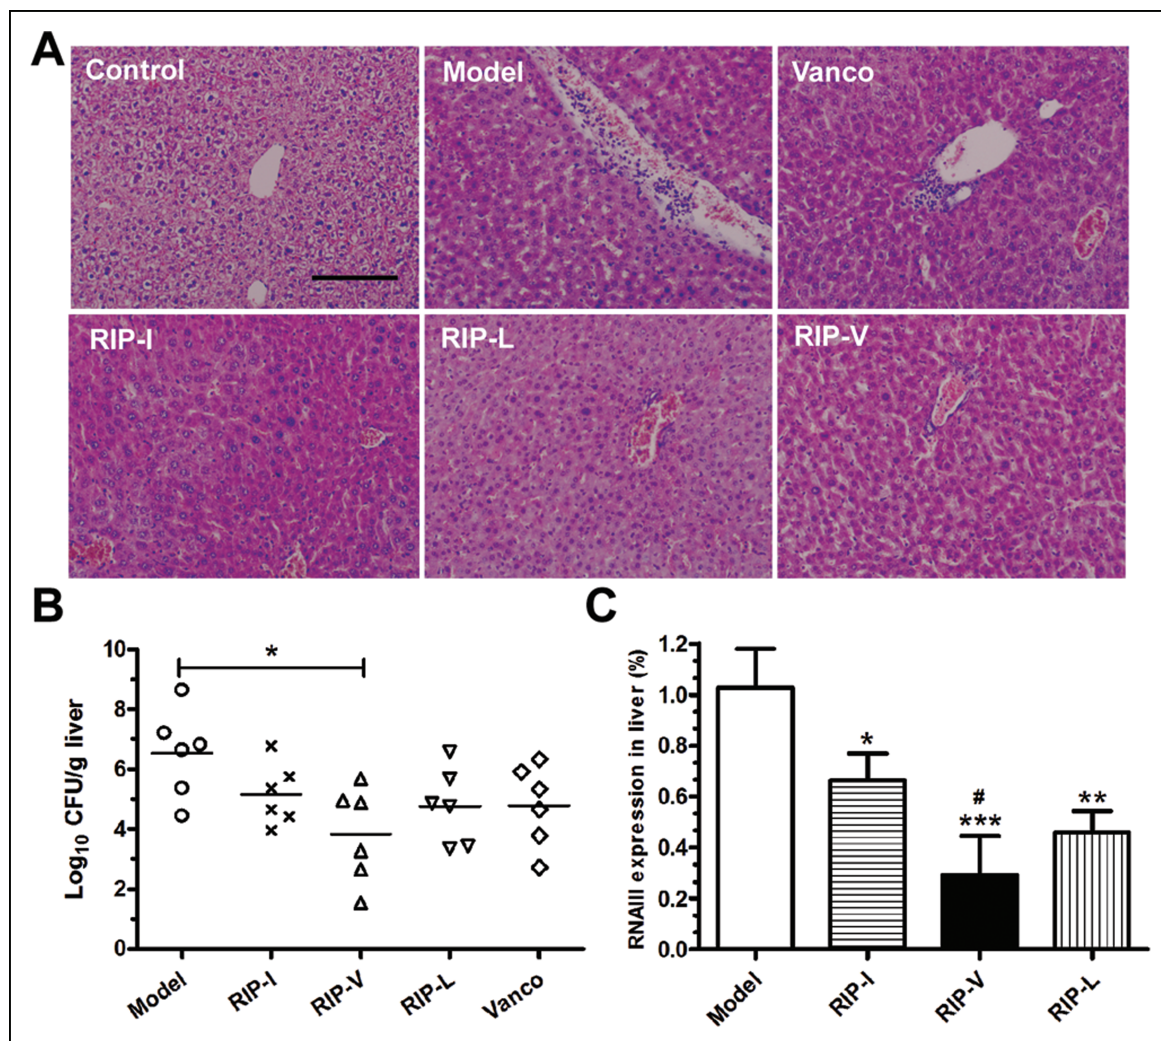 A
Control
Model
Vanco
RIP-I
RIP-L
RIP-V
B
Log10 CFU/g liver
10
8
6
4
2
0
*
Model
RIP-I
RIP-V
RIP-L
Vanco
C
RNAIII expression in liver (%)
1.2
1.0
0.8
0.6
0.4
0.2
0.0
*
#
***
**
Model
RIP-I
RIP-V
RIP-L